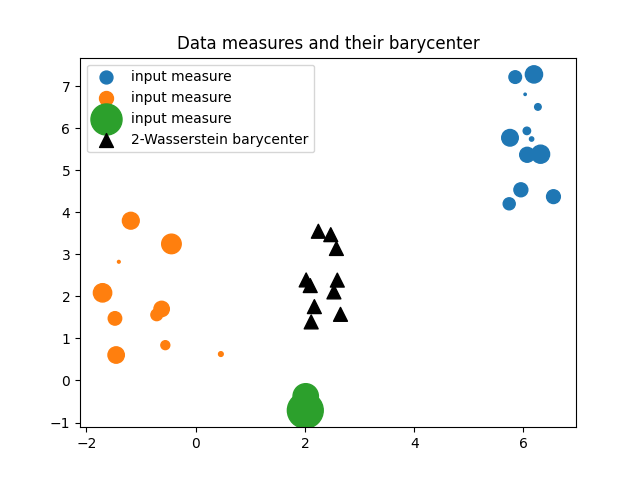 Data measures and their barycenter
input measure
input measure
input measure
2-Wasserstein barycenter
7
6
5
4
3
2
1
0
−1
−2
0
2
4
6